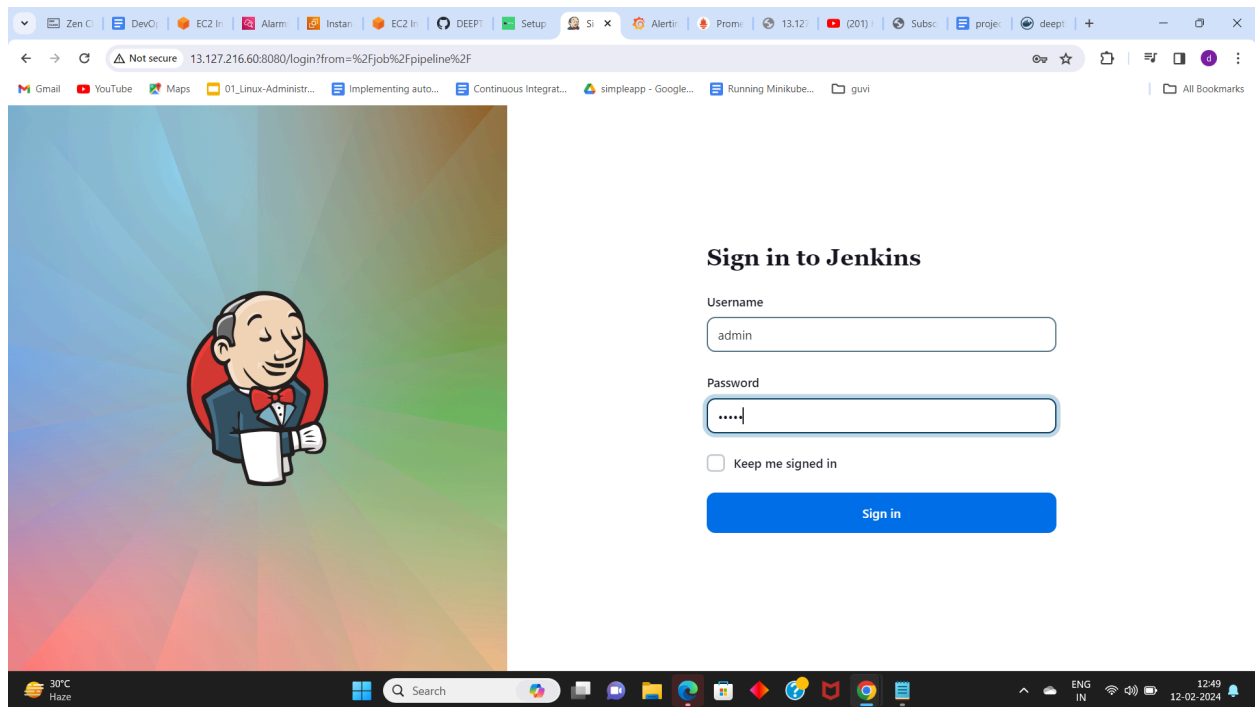 Zen Cl
DevO
EC2 In
Alarm
Instan
EC2 In
DEEPT
Setup
Si
Alertin
Prome
13.127
(201)
Subsc
projec
deept
Not secure
13.127.216.60:8080/login?from=%2Fjob%2Fpipeline%2F
d
Gmail
YouTube
Maps
01_Linux-Administr...
Implementing auto...
Continuous Integrat...
simpleapp - Google...
Running Minikube...
guvi
All Bookmarks
Sign in to Jenkins
Username
admin
Password
•••••
Keep me signed in
Sign in
30°C
Haze
Search
ENG
IN
12:49
12-02-2024